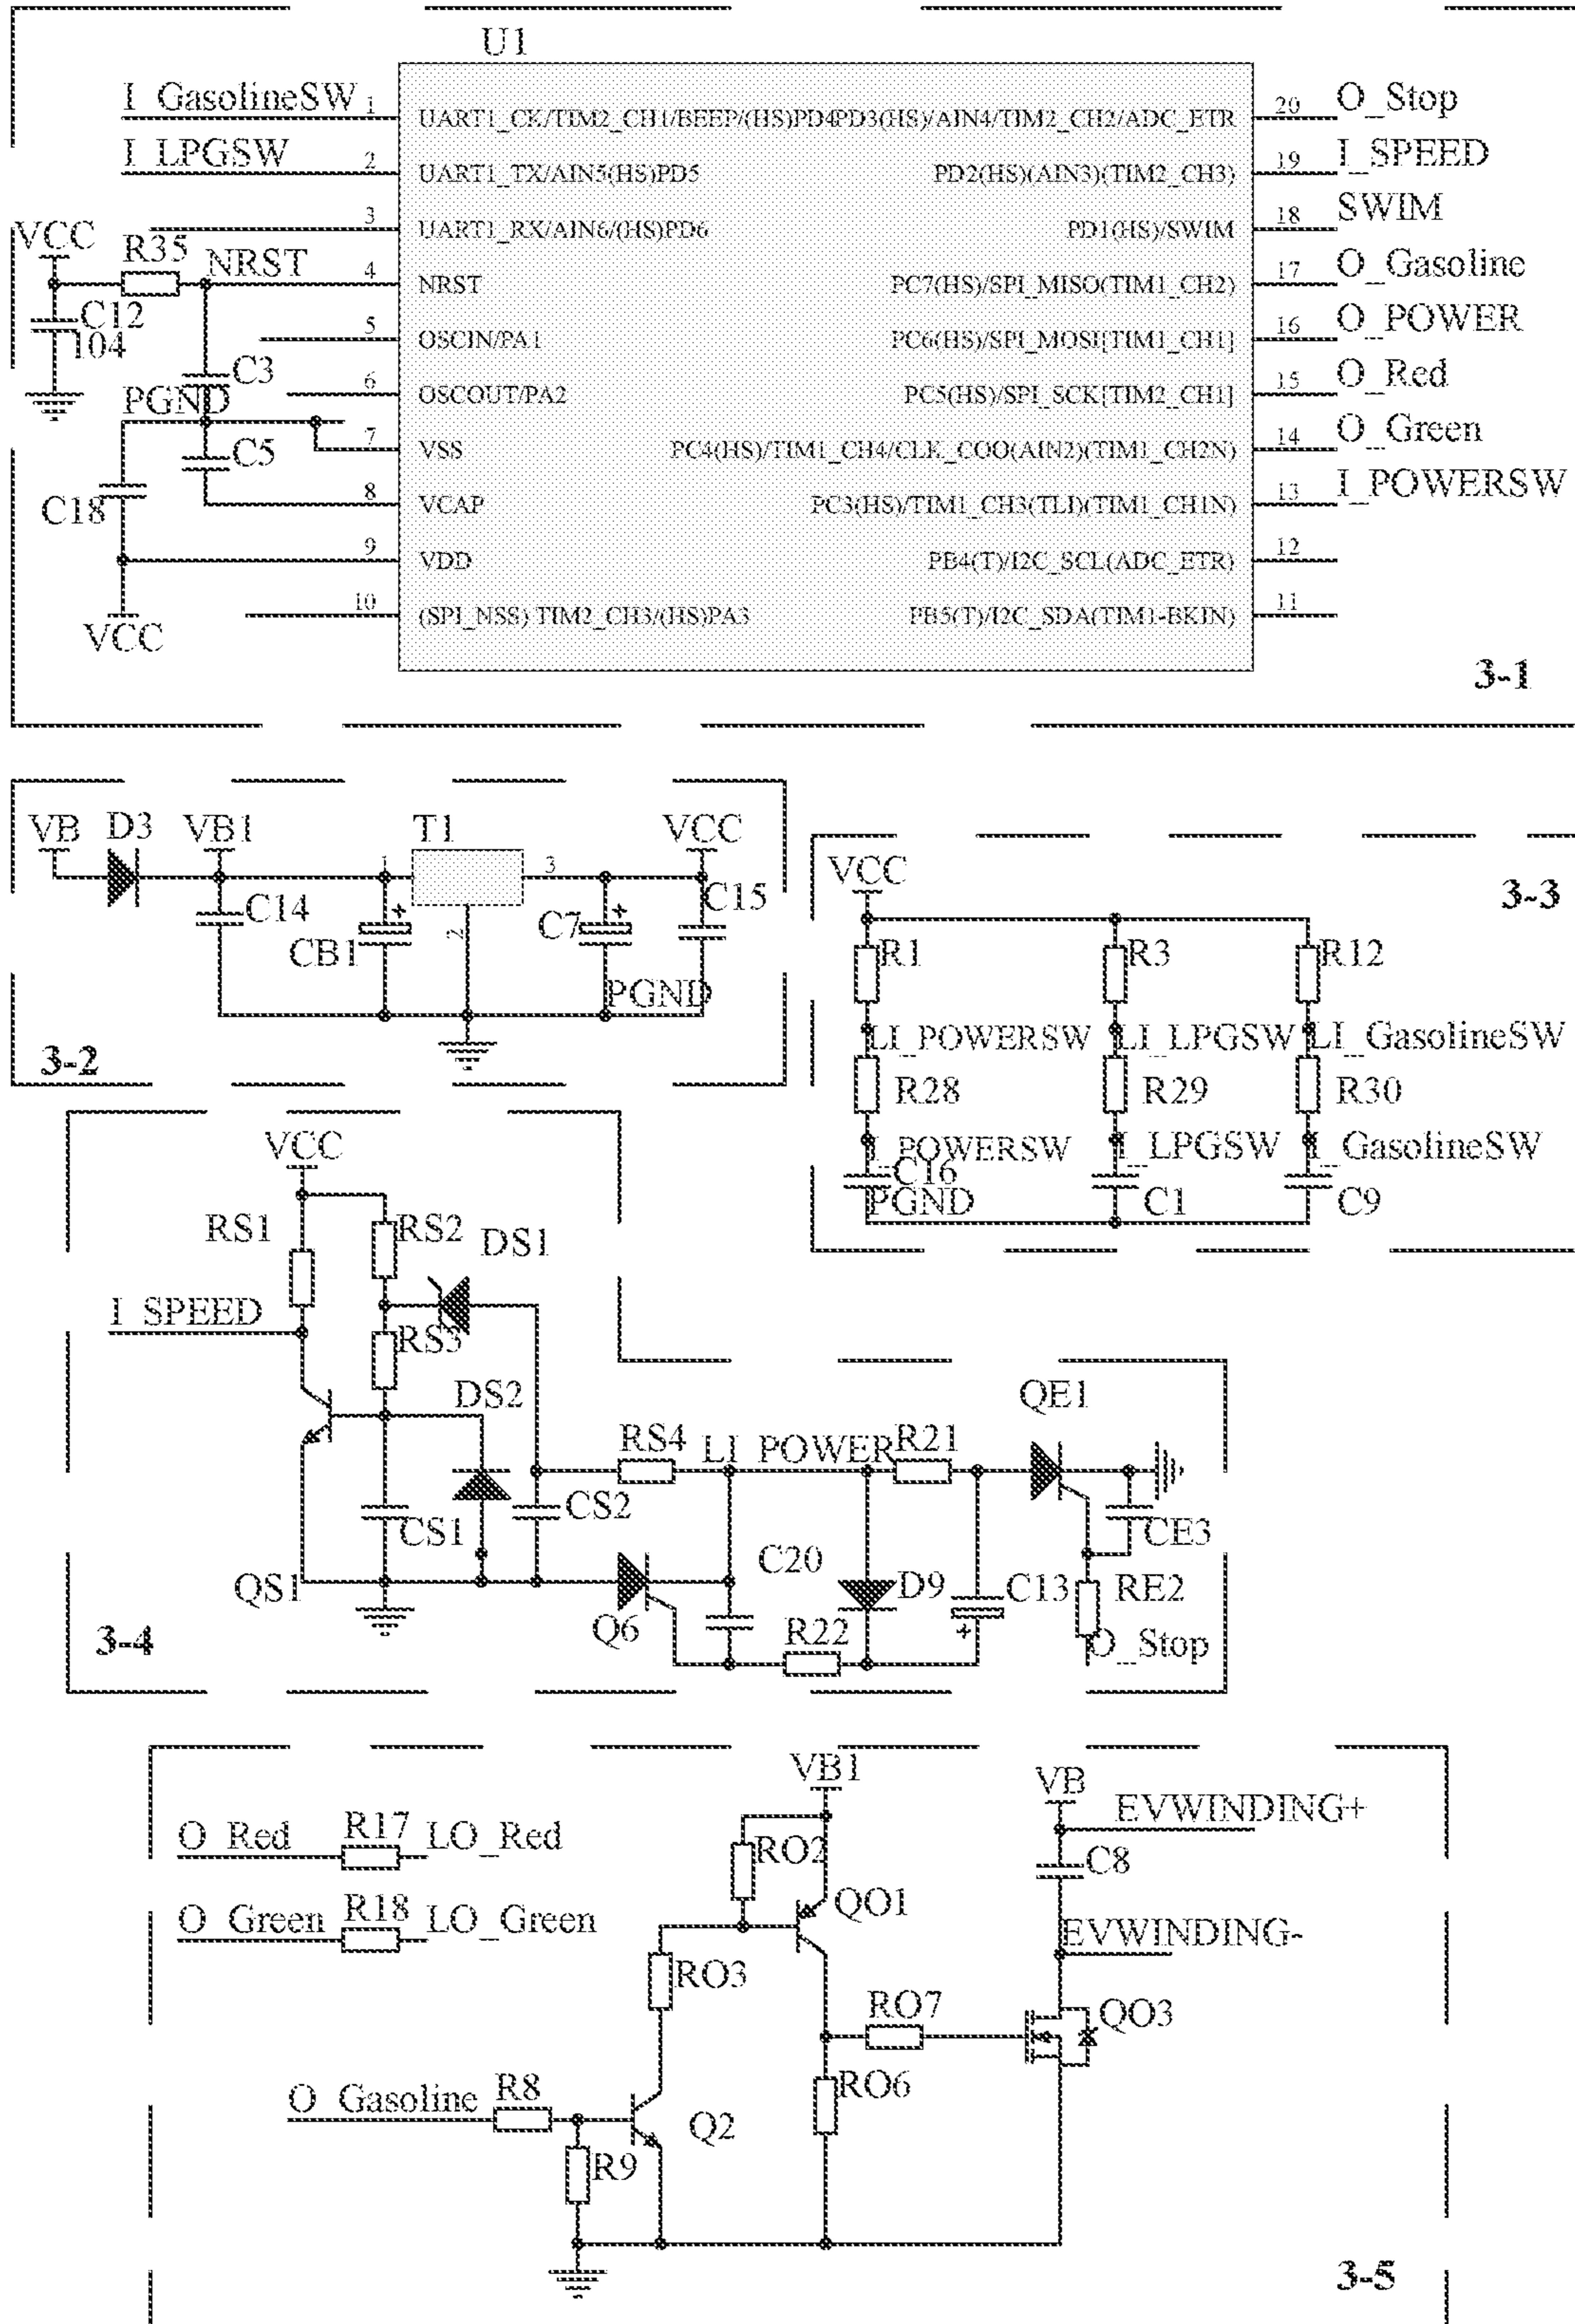 U1
I_GasolineSW 1 UART1_CK/TIM2_CH1/BEEP/(HS)PD4 PD3(HS)/AIN4/TIM2_CH2/ADC_ETR 20 O_Stop
I_LPGSW 2 UART1_TX/AIN5(HS)PD5 PD2(HS)(AIN3)(TIM2_CH3) 19 I_SPEED
3 UART1_RX/AIN6/(HS)PD6 PD1(HS)/SWIM 18 SWIM
VCC R35 NRST 4 NRST PC7(HS)/SPI_MISO(TIM1_CH2) 17 O_Gasoline
C12
104
5 OSCIN/PA1 PC6(HS)/SPI_MOSI[TIM1_CH1] 16 O_POWER
C3
PGND 6 OSCOUT/PA2 PC5(HS)/SPI_SCK[TIM2_CH1] 15 O_Red
C5 7 VSS PC4(HS)/TIM1_CH4/CLK_COO(AIN2)(TIM1_CH2N) 14 O_Green
C18 8 VCAP PC3(HS)/TIM1_CH3(TLI)(TIM1_CH1N) 13 I_POWERSW
9 VDD PB4(T)/I2C_SCL(ADC_ETR) 12
VCC 10 (SPI_NSS) TIM2_CH3/(HS)PA3 PB5(T)/I2C_SDA(TIM1-BKIN) 11
3-1
VB D3 VB1 T1 VCC
1 3
C14 CB1 2 C7 C15
PGND
3-2
VCC
3-3
R1 R3 R12
LI_POWERSW LI_LPGSW LI_GasolineSW
R28 R29 R30
I_POWERSW I_LPGSW I_GasolineSW
C16
PGND C1 C9
VCC
RS1 RS2 DS1
I_SPEED
RS3
DS2 QE1
RS4 LI_POWER R21
CS1 CS2 CE3
C20
QS1 D9 C13 RE2
Q6 R22 O_Stop
3-4
VB1 VB
EVWINDING+
O_Red R17 LO_Red RO2 C8
QO1
O_Green R18 LO_Green EVWINDING-
RO3 RO7 QO3
O_Gasoline R8 Q2 RO6
R9
3-5